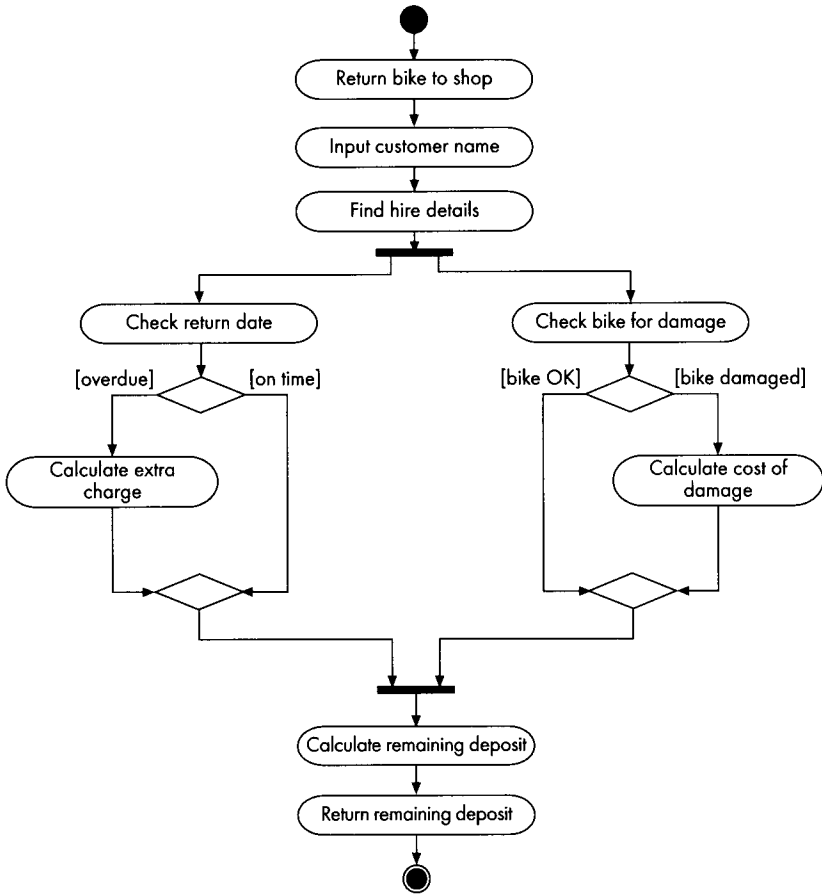 Return bike to shop
Input customer name
Find hire details
Check return date
Check bike for damage
[overdue]
[on time]
[bike OK]
[bike damaged]
Calculate extra
charge
Calculate cost of
damage
Calculate remaining deposit
Return remaining deposit